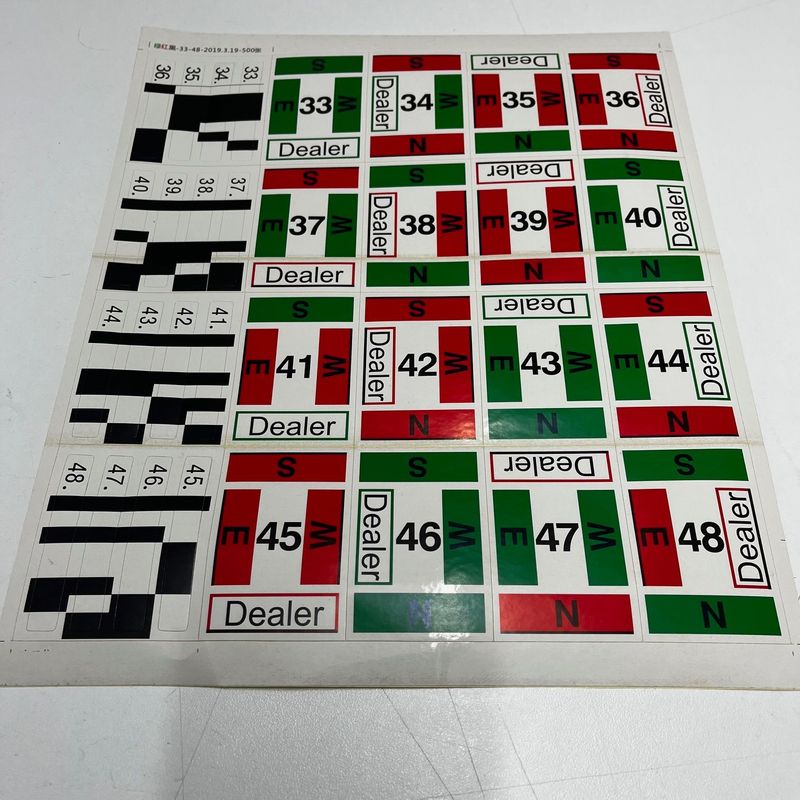 绿红黑-33-48-2019.3.19-500张
36. 35. 34. 33.
S S Dealer S
E 33 W Dealer 34 W E 35 W E 36 Dealer
Dealer N N N
40. 39. 38. 37.
S S Dealer S
E 37 W Dealer 38 W E 39 W E 40 Dealer
Dealer N N N
44. 43. 42. 41.
S S Dealer S
E 41 W Dealer 42 W E 43 W E 44 Dealer
Dealer N N N
48. 47. 46. 45.
S S Dealer S
E 45 W Dealer 46 W E 47 W E 48 Dealer
Dealer N N N